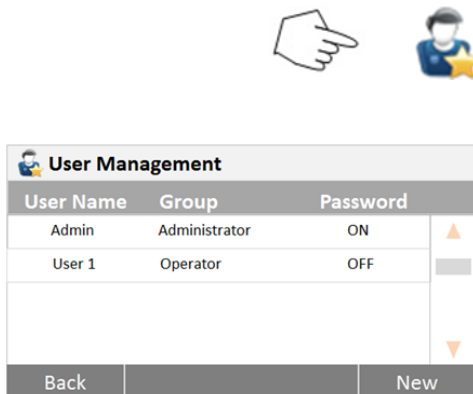 User Management
User Name Group Password
Admin Administrator ON
User 1 Operator OFF
Back New